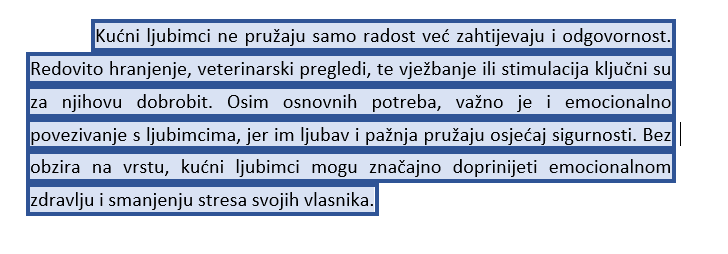 Kućni ljubimci ne pružaju samo radost već zahtijevaju i odgovornost.
Redovito hranjenje, veterinarski pregledi, te vježbanje ili stimulacija ključni su
za njihovu dobrobit. Osim osnovnih potreba, važno je i emocionalno
povezivanje s ljubimcima, jer im ljubav i pažnja pružaju osjećaj sigurnosti. Bez
obzira na vrstu, kućni ljubimci mogu značajno doprinijeti emocionalnom
zdravlju i smanjenju stresa svojih vlasnika.